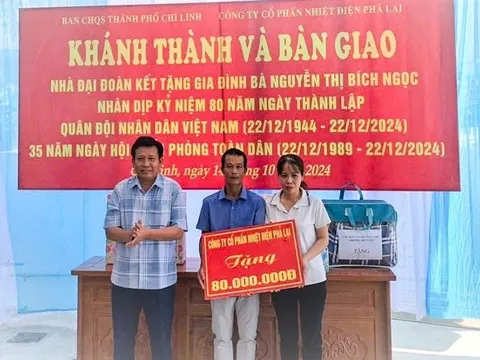 BAN CHQS THÀNH PHỐ CHÍ LINH CÔNG TY CỔ PHẦN NHIỆT ĐIỆN PHẢ LẠI
KHÁNH THÀNH VÀ BÀN GIAO
NHÀ ĐẠI ĐOÀN KẾT TẶNG GIA ĐÌNH BÀ NGUYỄN THỊ BÍCH NGỌC
NHÂN DỊP KỶ NIỆM 80 NĂM NGÀY THÀNH LẬP
QUÂN ĐỘI NHÂN DÂN VIỆT NAM (22/12/1944 - 22/12/2024)
35 NĂM NGÀY HỘI PHÒNG TOÀN DÂN (22/12/1989 - 22/12/2024)
ngày 10 2024
CÔNG TY CỔ PHẦN NHIỆT ĐIỆN PHẢ LẠI
Tặng
80.000.000Đ
TẶNG